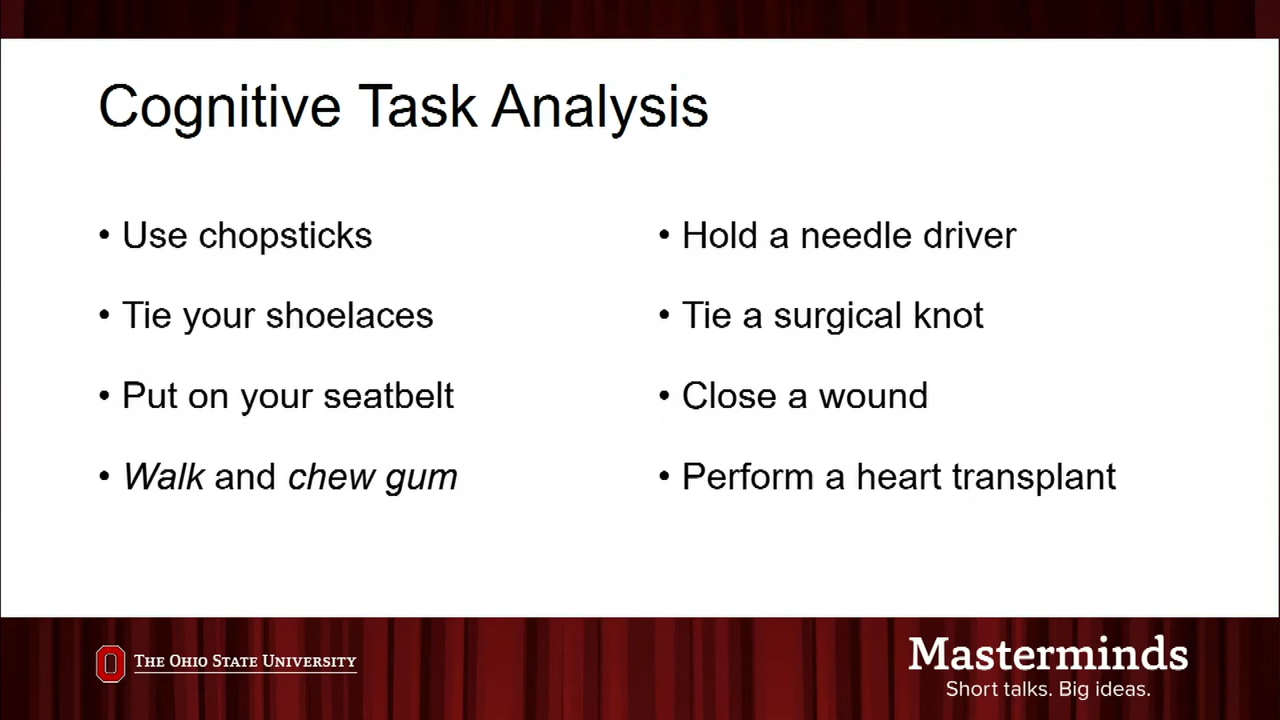 Cognitive Task Analysis
• Use chopsticks
• Tie your shoelaces
• Put on your seatbelt
• Walk and chew gum
• Hold a needle driver
• Tie a surgical knot
• Close a wound
• Perform a heart transplant
THE OHIO STATE UNIVERSITY
Masterminds
Short talks. Big ideas.